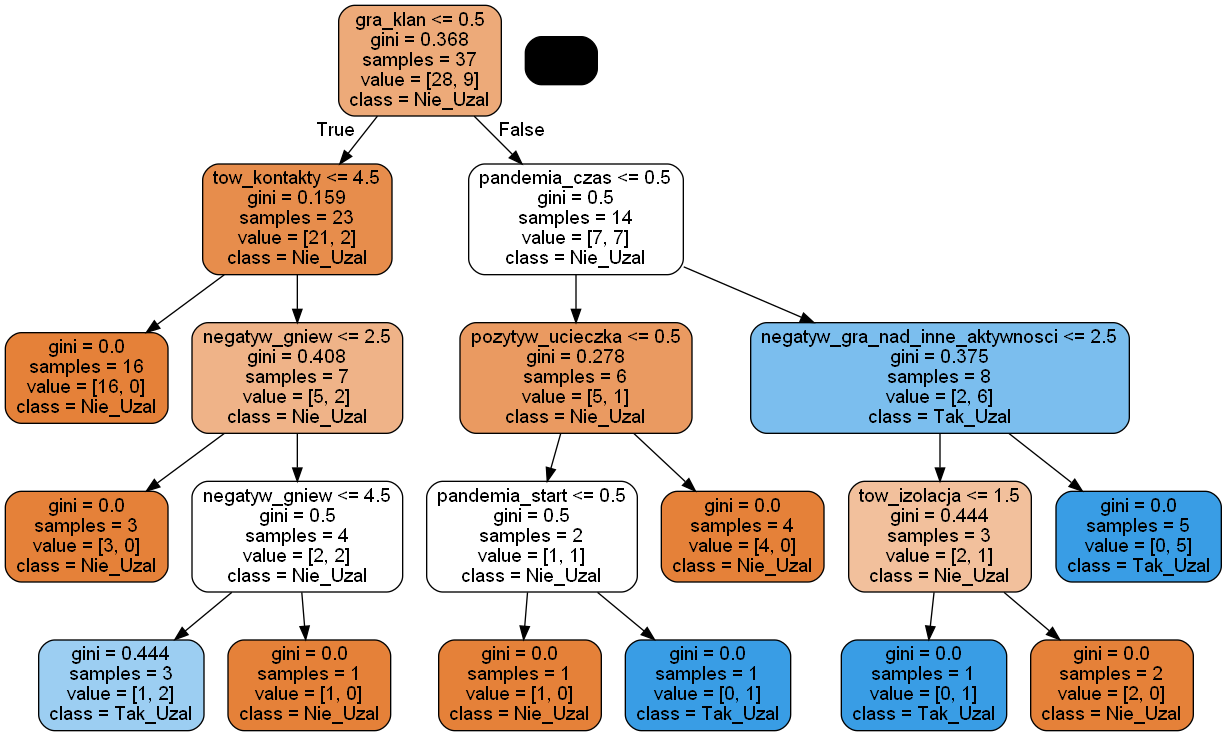 gra_klan <= 0.5
gini = 0.368
samples = 37
value = [28, 9]
class = Nie_Uzal
True
False
tow_kontakty <= 4.5
gini = 0.159
samples = 23
value = [21, 2]
class = Nie_Uzal
pandemia_czas <= 0.5
gini = 0.5
samples = 14
value = [7, 7]
class = Nie_Uzal
gini = 0.0
samples = 16
value = [16, 0]
class = Nie_Uzal
negatyw_gniew <= 2.5
gini = 0.408
samples = 7
value = [5, 2]
class = Nie_Uzal
pozytyw_ucieczka <= 0.5
gini = 0.278
samples = 6
value = [5, 1]
class = Nie_Uzal
negatyw_gra_nad_inne_aktywnosci <= 2.5
gini = 0.375
samples = 8
value = [2, 6]
class = Tak_Uzal
gini = 0.0
samples = 3
value = [3, 0]
class = Nie_Uzal
negatyw_gniew <= 4.5
gini = 0.5
samples = 4
value = [2, 2]
class = Nie_Uzal
pandemia_start <= 0.5
gini = 0.5
samples = 2
value = [1, 1]
class = Nie_Uzal
gini = 0.0
samples = 4
value = [4, 0]
class = Nie_Uzal
tow_izolacja <= 1.5
gini = 0.444
samples = 3
value = [2, 1]
class = Nie_Uzal
gini = 0.0
samples = 5
value = [0, 5]
class = Tak_Uzal
gini = 0.444
samples = 3
value = [1, 2]
class = Tak_Uzal
gini = 0.0
samples = 1
value = [1, 0]
class = Nie_Uzal
gini = 0.0
samples = 1
value = [1, 0]
class = Nie_Uzal
gini = 0.0
samples = 1
value = [0, 1]
class = Tak_Uzal
gini = 0.0
samples = 1
value = [0, 1]
class = Tak_Uzal
gini = 0.0
samples = 2
value = [2, 0]
class = Nie_Uzal